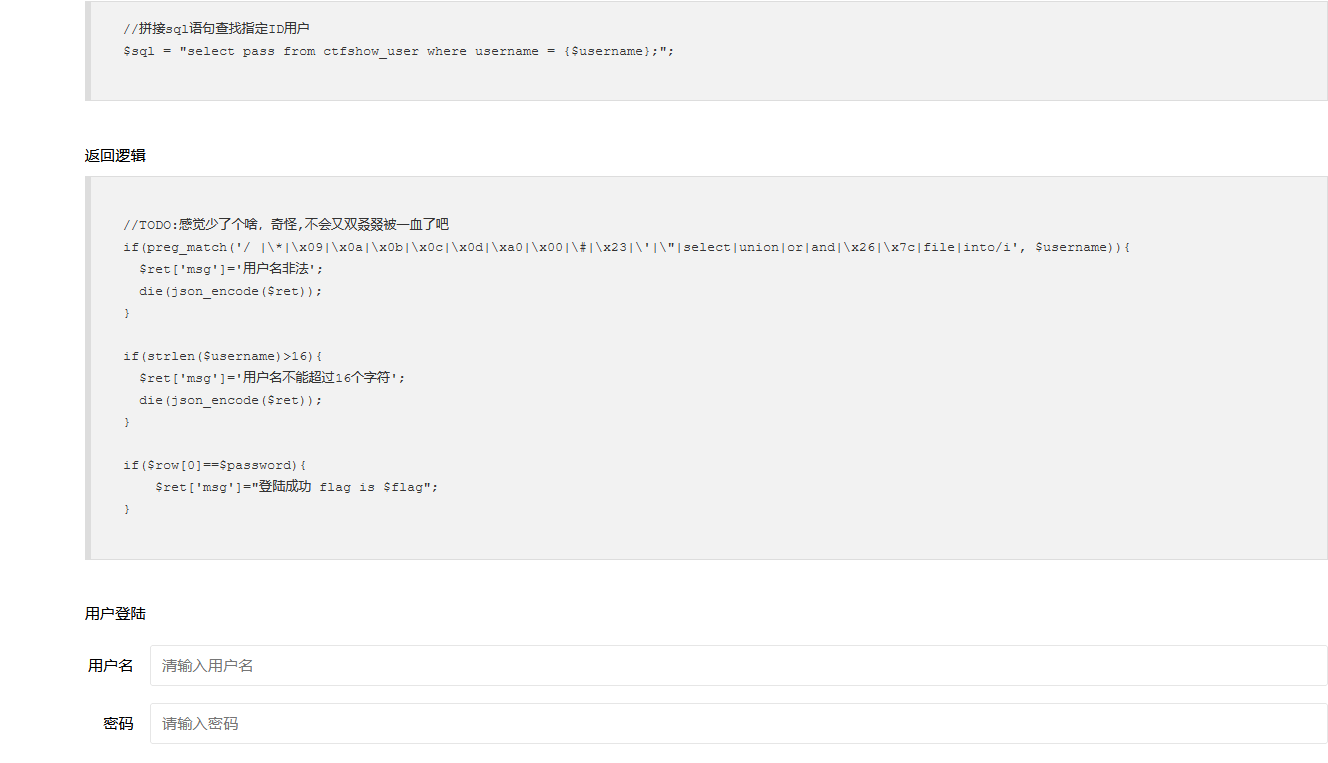 //拼接sql语句查找指定ID用户
$sql = "select pass from ctfshow_user where username = {$username};";
返回逻辑
//TODO:感觉少了个啥，奇怪,不会又双叒叕被一血了吧
if(preg_match('/ |\*|\x09|\x0a|\x0b|\x0c|\x0d|\xa0|\x00|\#|\x23|\'|\"|select|union|or|and|\x26|\x7c|file|into/i', $username)){
$ret['msg']='用户名非法';
die(json_encode($ret));
}
if(strlen($username)>16){
$ret['msg']='用户名不能超过16个字符';
die(json_encode($ret));
}
if($row[0]==$password){
$ret['msg']="登陆成功 flag is $flag";
}
用户登陆
用户名 请输入用户名
密码 请输入密码